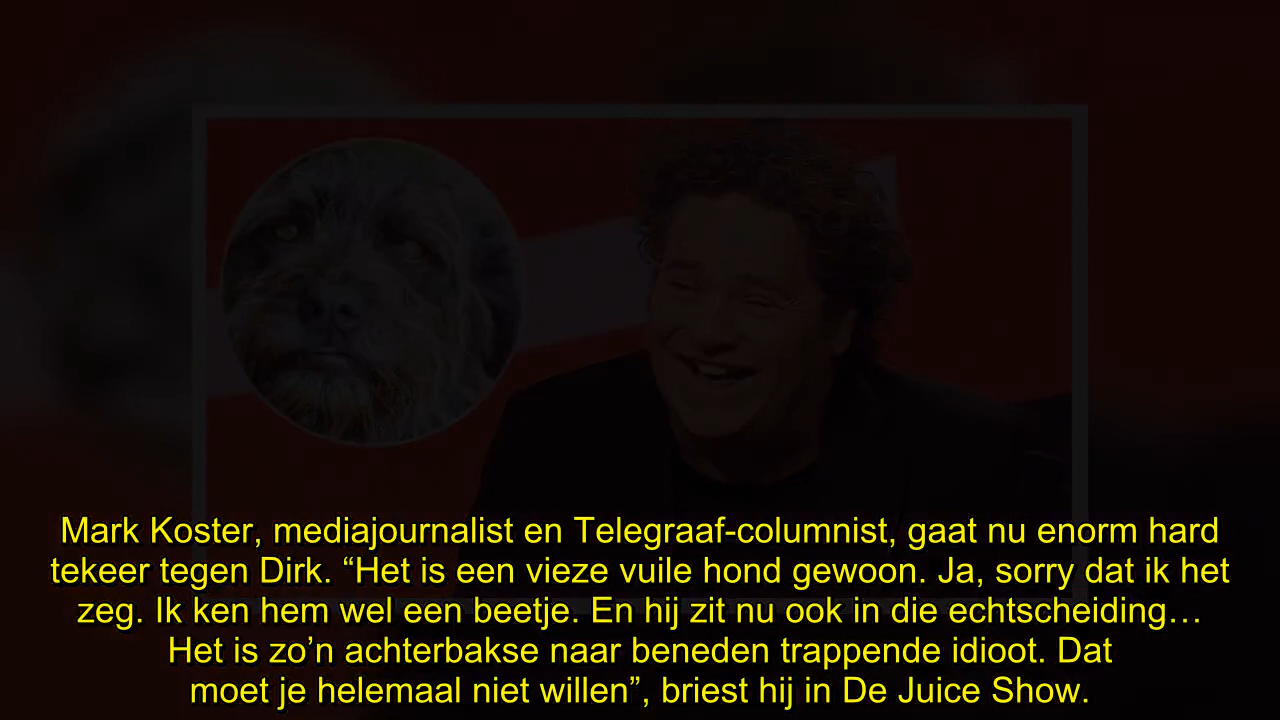 Mark Koster, mediajournalist en Telegraaf-columnist, gaat nu enorm hard
tekeer tegen Dirk. “Het is een vieze vuile hond gewoon. Ja, sorry dat ik het
zeg. Ik ken hem wel een beetje. En hij zit nu ook in die echtscheiding…
Het is zo’n achterbakse naar beneden trappende idioot. Dat
moet je helemaal niet willen”, briest hij in De Juice Show.